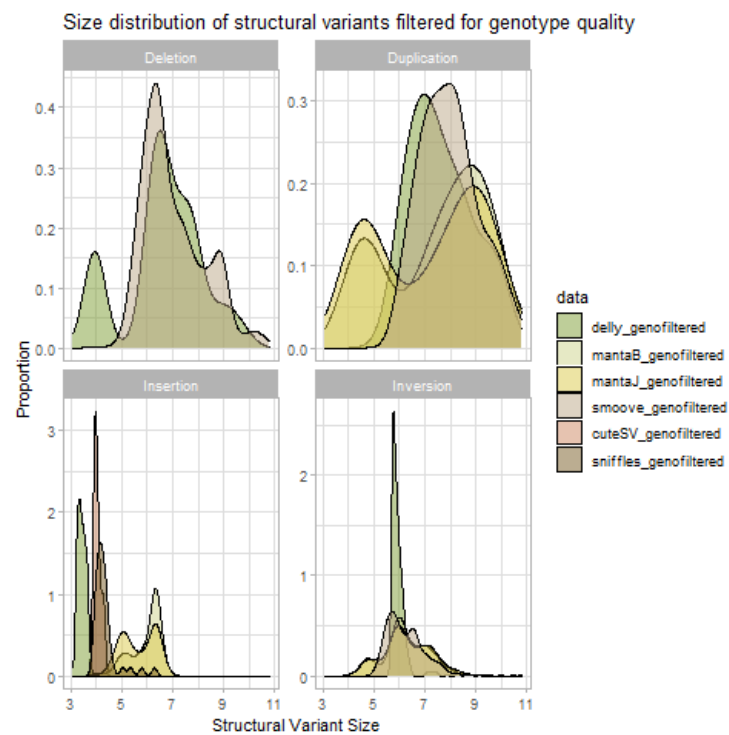 Size distribution of structural variants filtered for genotype quality
Deletion
Duplication
0.4
0.3
0.2
0.1
0.0
0.3
0.2
0.1
0.0
Proportion
Insertion
Inversion
3
2
1
0
2
1
0
3 5 7 9 11
3 5 7 9 11
Structural Variant Size
data
delly_genofiltered
mantaB_genofiltered
mantaJ_genofiltered
smoove_genofiltered
cuteSV_genofiltered
sniffles_genofiltered